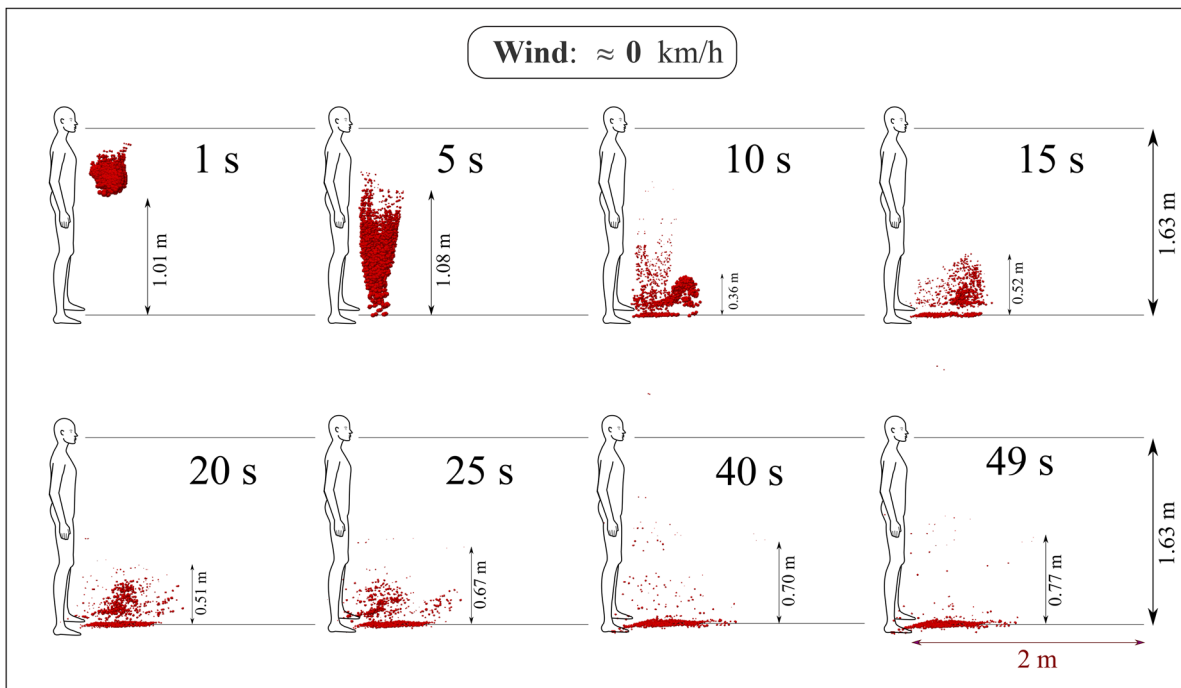 Wind: ≈ 0 km/h
1 s
5 s
10 s
15 s
1.01 m
1.08 m
0.36 m
0.52 m
1.63 m
20 s
25 s
40 s
49 s
0.51 m
0.67 m
0.70 m
0.77 m
1.63 m
2 m